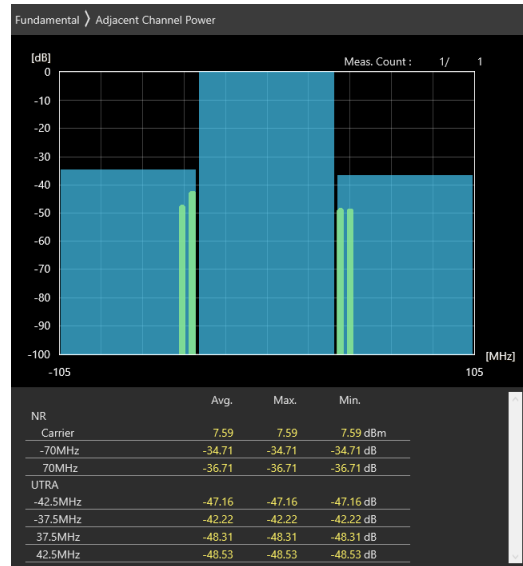 Fundamental 〉 Adjacent Channel Power
[dB]
Meas. Count : 1/ 1
0
-10
-20
-30
-40
-50
-60
-70
-80
-90
-100
[MHz]
-105 105
Avg. Max. Min.
NR
Carrier 7.59 7.59 7.59 dBm
-70MHz -34.71 -34.71 -34.71 dB
70MHz -36.71 -36.71 -36.71 dB
UTRA
-42.5MHz -47.16 -47.16 -47.16 dB
-37.5MHz -42.22 -42.22 -42.22 dB
37.5MHz -48.31 -48.31 -48.31 dB
42.5MHz -48.53 -48.53 -48.53 dB